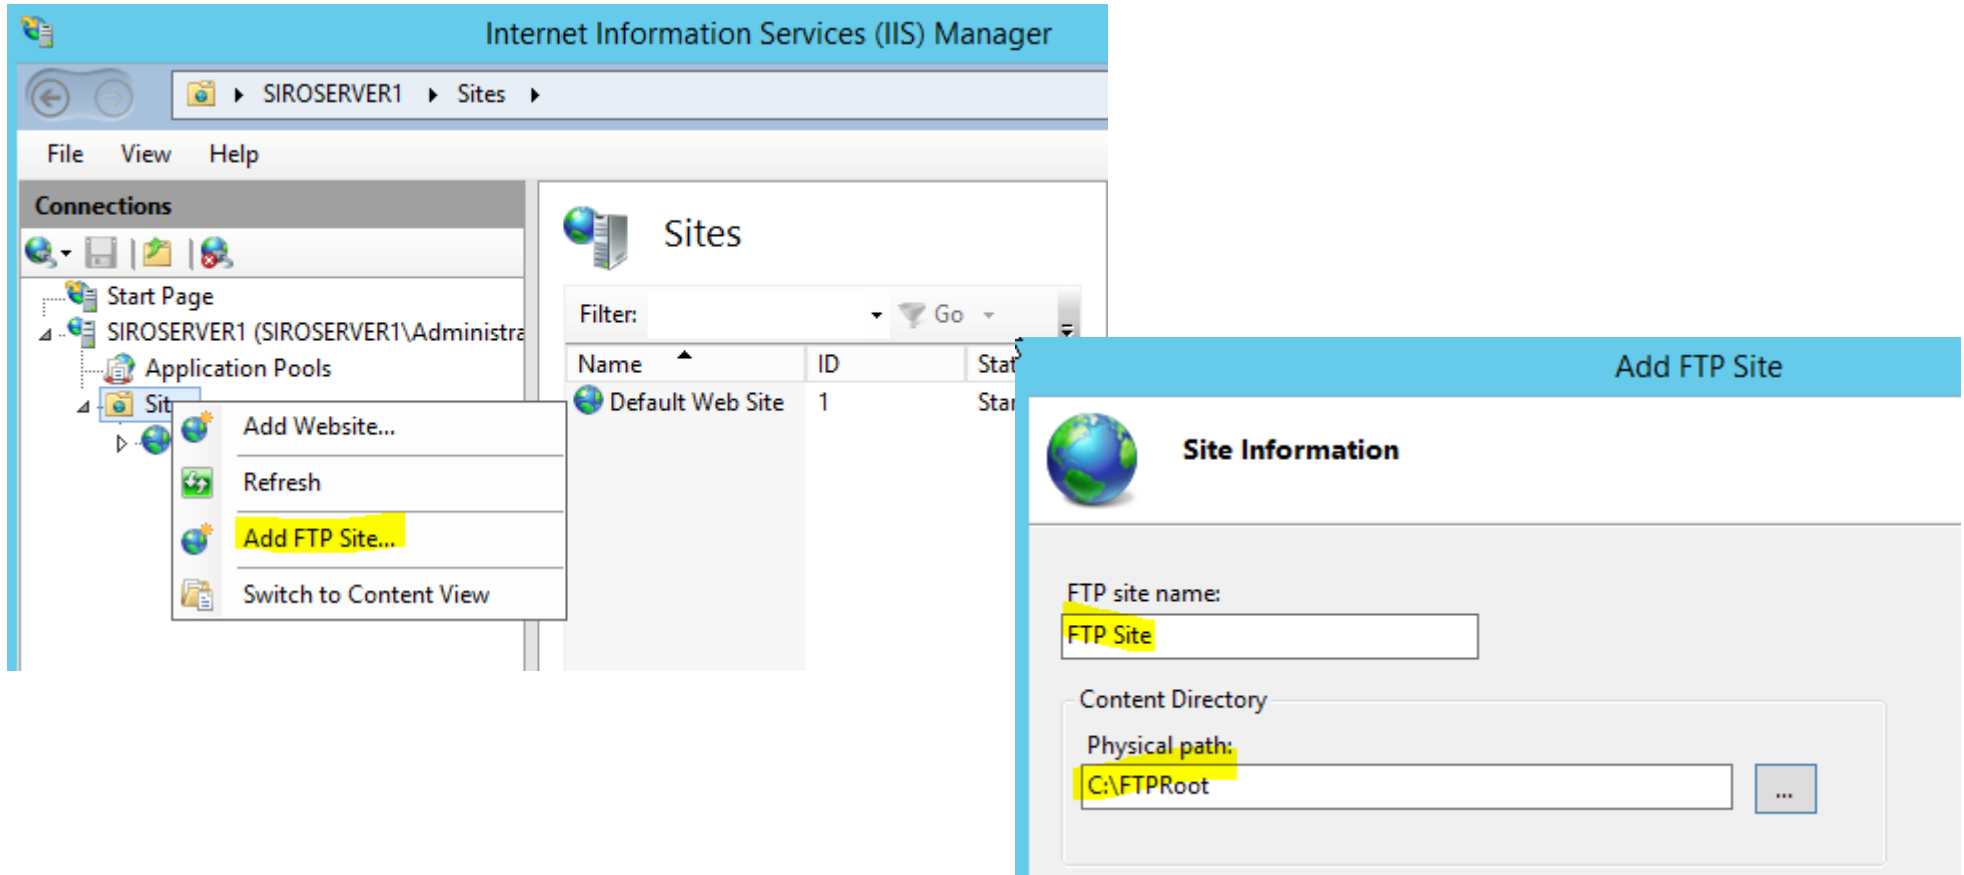 Internet Information Services (IIS) Manager
SIROSERVER1 Sites
File View Help
Connections
Start Page
SIROSERVER1 (SIROSERVER1\Administra
Application Pools
Sit
Add Website...
Refresh
Add FTP Site...
Switch to Content View
Sites
Filter: Go
Name ID Stat
Default Web Site 1 Star
Add FTP Site
Site Information
FTP site name:
FTP Site
Content Directory
Physical path:
C:\FTPRoot
...